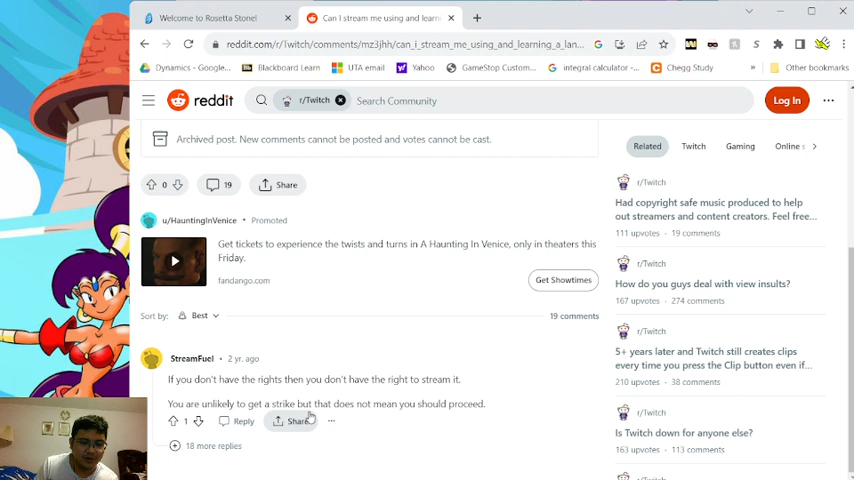 Welcome to Rosetta Stone!
Can I stream me using and learni
reddit.com/r/Twitch/comments/mz3jhh/can_i_stream_me_using_and_learning_a_lan...
Dynamics - Google...
Blackboard Learn
UTA email
Yahoo
GameStop Custom...
integral calculator -...
Chegg Study
»
Other bookmarks
reddit
r/Twitch
Search Community
Log In
Archived post. New comments cannot be posted and votes cannot be cast.
0
19
Share
u/HauntingInVenice • Promoted
Get tickets to experience the twists and turns in A Haunting In Venice, only in theaters this
Friday.
fandango.com
Get Showtimes
Sort by: Best
19 comments
StreamFuel • 2 yr. ago
If you don't have the rights then you don't have the right to stream it.
You are unlikely to get a strike but that does not mean you should proceed.
1
Reply
Share
...
18 more replies
Related
Twitch
Gaming
Online s
r/Twitch
Had copyright safe music produced to help
out streamers and content creators. Feel free...
111 upvotes • 19 comments
r/Twitch
How do you guys deal with view insults?
167 upvotes • 274 comments
r/Twitch
5+ years later and Twitch still creates clips
every time you press the Clip button even if...
210 upvotes • 38 comments
r/Twitch
Is Twitch down for anyone else?
163 upvotes • 113 comments
r/Twitch